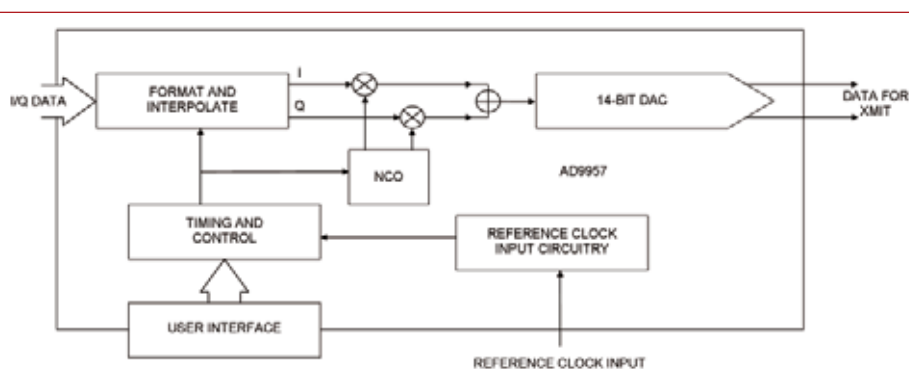 I/Q DATA
FORMAT AND
INTERPOLATE
I
Q
14-BIT DAC
DATA FOR
XMIT
NCO
AD9957
TIMING AND
CONTROL
REFERENCE CLOCK
INPUT CIRCUITRY
USER INTERFACE
REFERENCE CLOCK INPUT